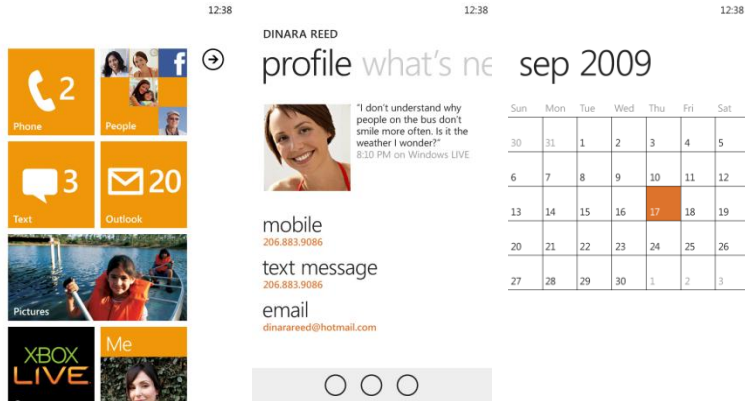 12:38
2
Phone
f
People
3
Text
20
Outlook
Pictures
XBOX
LIVE
Me
12:38
DINARA REED
profile what's ne
"I don't understand why
people on the bus don't
smile more often. Is it the
weather I wonder?"
8:10 PM on Windows LIVE
mobile
206.883.9086
text message
206.883.9086
email
dinarareed@hotmail.com
12:38
sep 2009
Sun Mon Tue Wed Thu Fri Sat
30 31 1 2 3 4 5
6 7 8 9 10 11 12
13 14 15 16 17 18 19
20 21 22 23 24 25 26
27 28 29 30 1 2 3